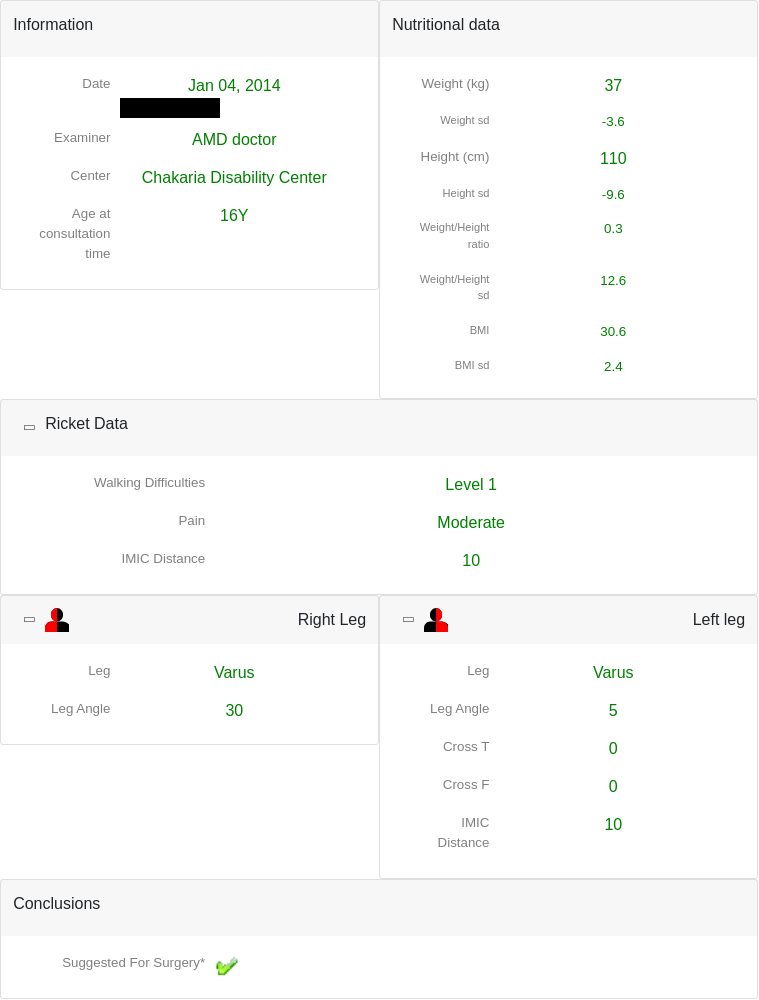 Information
Date Jan 04, 2014
Examiner AMD doctor
Center Chakaria Disability Center
Age at 16Y
consultation
time
Nutritional data
Weight (kg) 37
Weight sd -3.6
Height (cm) 110
Height sd -9.6
Weight/Height 0.3
ratio
Weight/Height 12.6
sd
BMI 30.6
BMI sd 2.4
Ricket Data
Walking Difficulties Level 1
Pain Moderate
IMIC Distance 10
Right Leg
Leg Varus
Leg Angle 30
Left leg
Leg Varus
Leg Angle 5
Cross T 0
Cross F 0
IMIC 10
Distance
Conclusions
Suggested For Surgery*